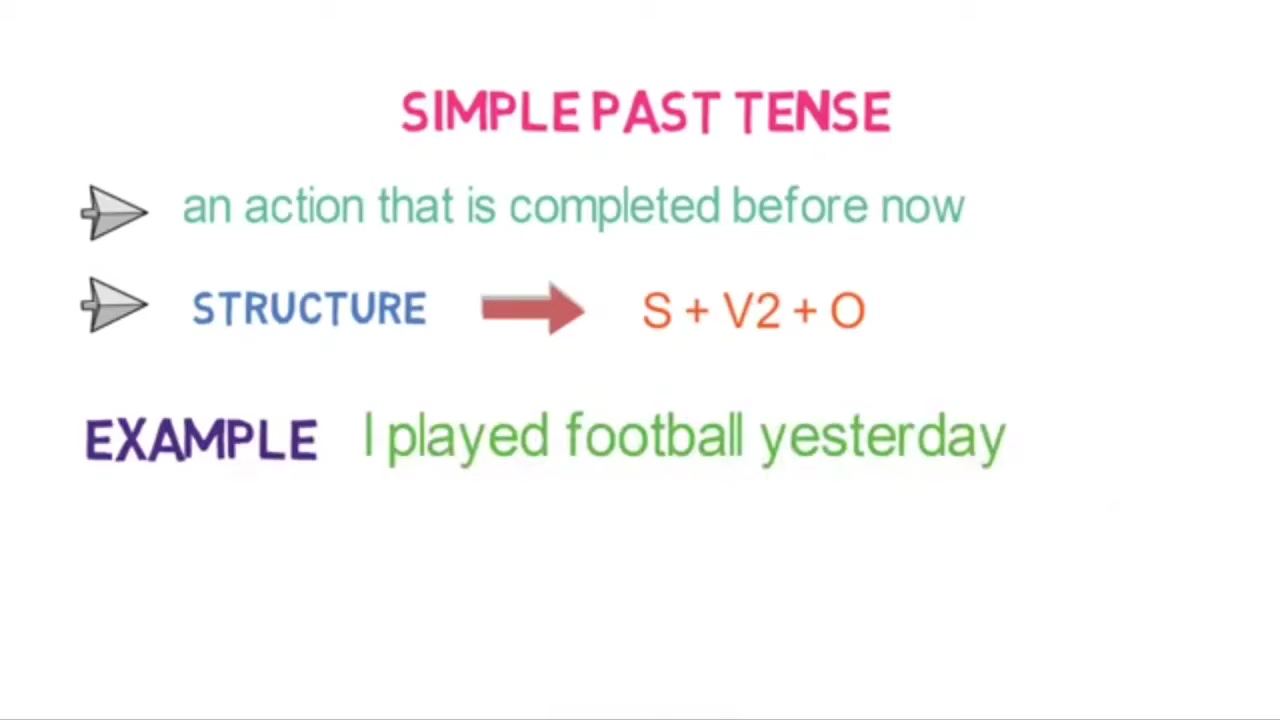 SIMPLE PAST TENSE
an action that is completed before now
STRUCTURE S + V2 + O
EXAMPLE I played football yesterday